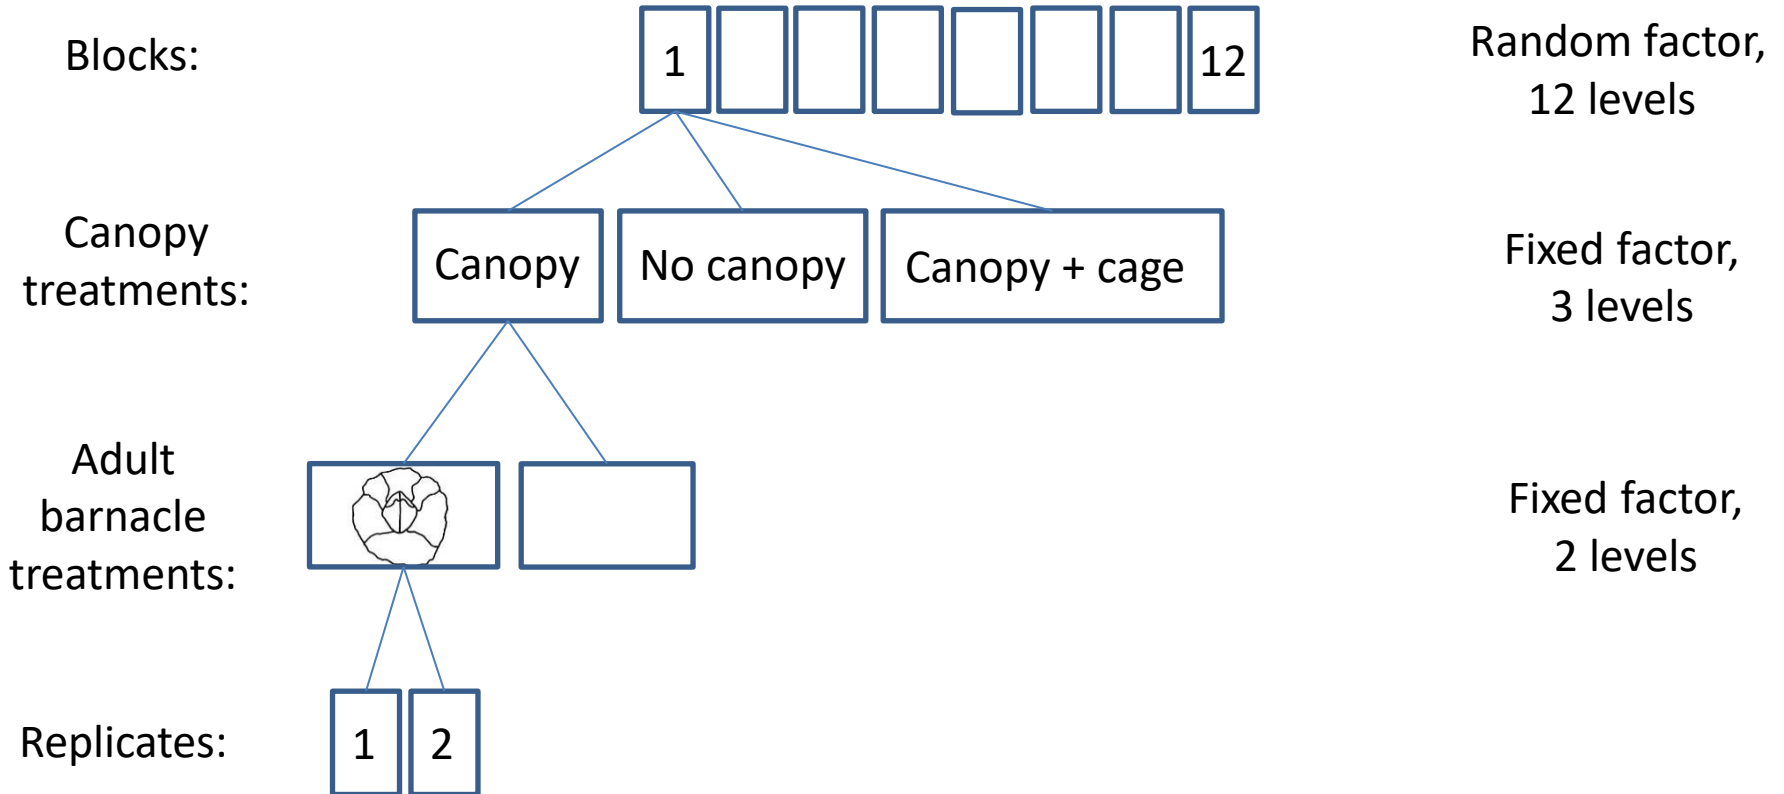 Blocks:
1
12
Random factor,
12 levels
Canopy
treatments:
Canopy
No canopy
Canopy + cage
Fixed factor,
3 levels
Adult
barnacle
treatments:
Fixed factor,
2 levels
Replicates:
1
2